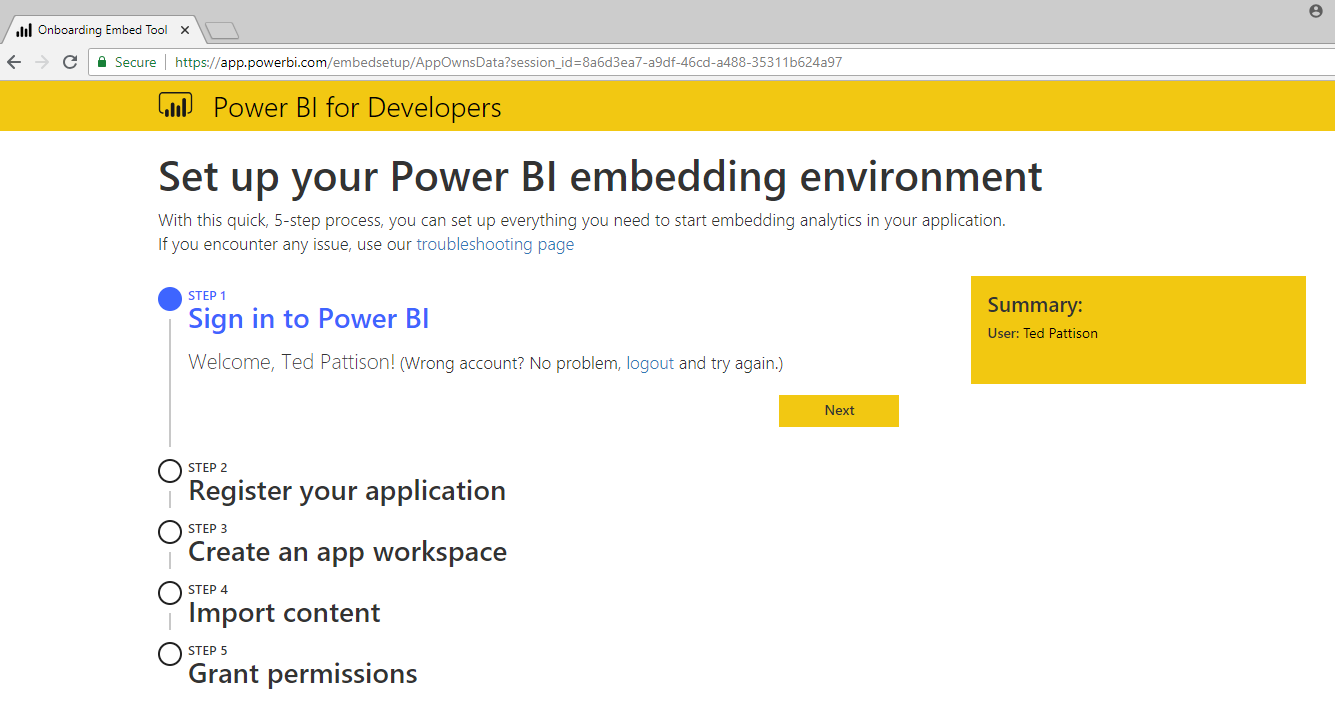 Onboarding Embed Tool
Secure
https://app.powerbi.com/embedsetup/AppOwnsData?session_id=8a6d3ea7-a9df-46cd-a488-35311b624a97
Power BI for Developers
Set up your Power BI embedding environment
With this quick, 5-step process, you can set up everything you need to start embedding analytics in your application.
If you encounter any issue, use our troubleshooting page
STEP 1
Sign in to Power BI
Welcome, Ted Pattison! (Wrong account? No problem, logout and try again.)
Next
Summary:
User: Ted Pattison
STEP 2
Register your application
STEP 3
Create an app workspace
STEP 4
Import content
STEP 5
Grant permissions